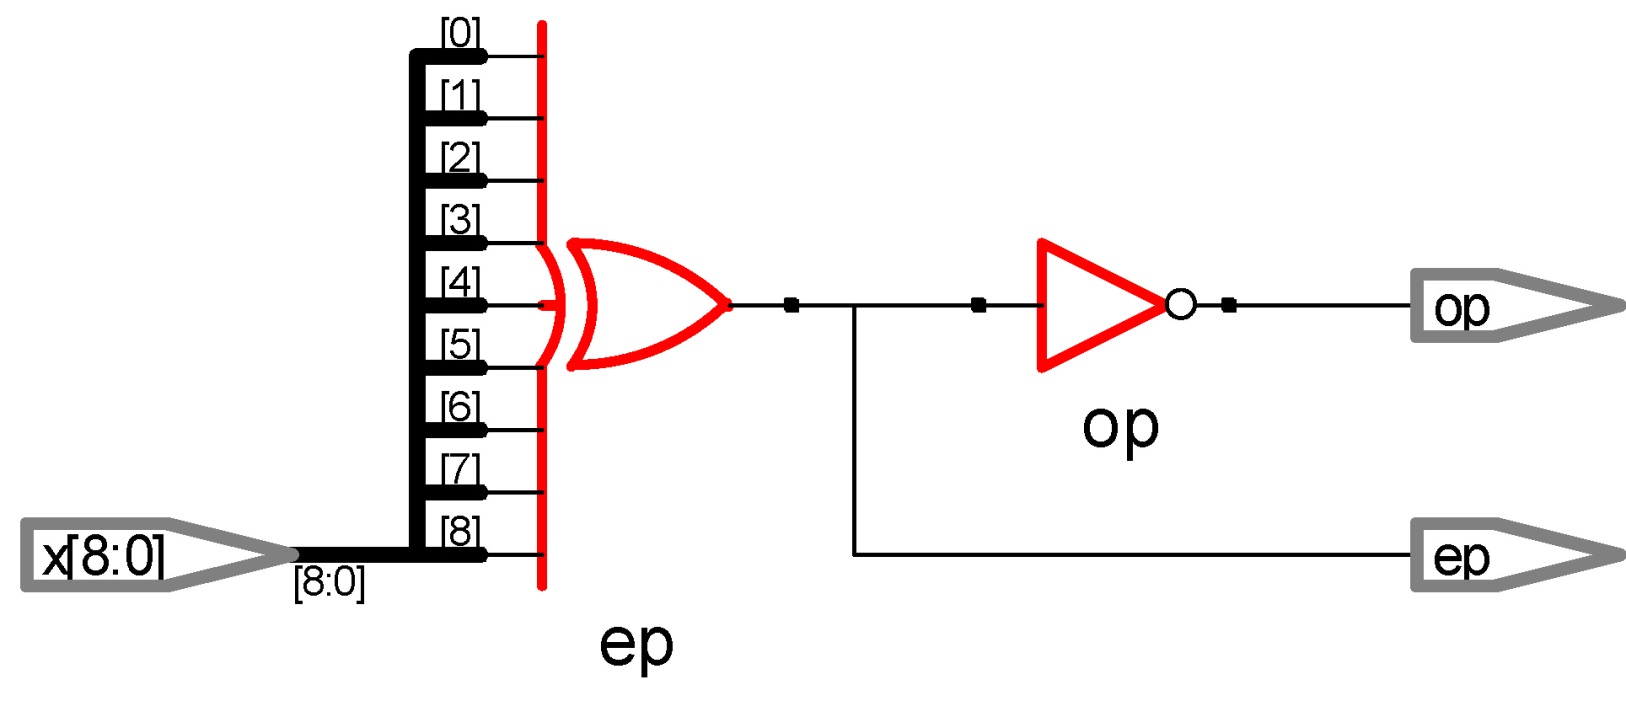 [0]
[1]
[2]
[3]
[4]
[5]
[6]
[7]
[8]
x[8:0]
[8:0]
ep
op
op
ep